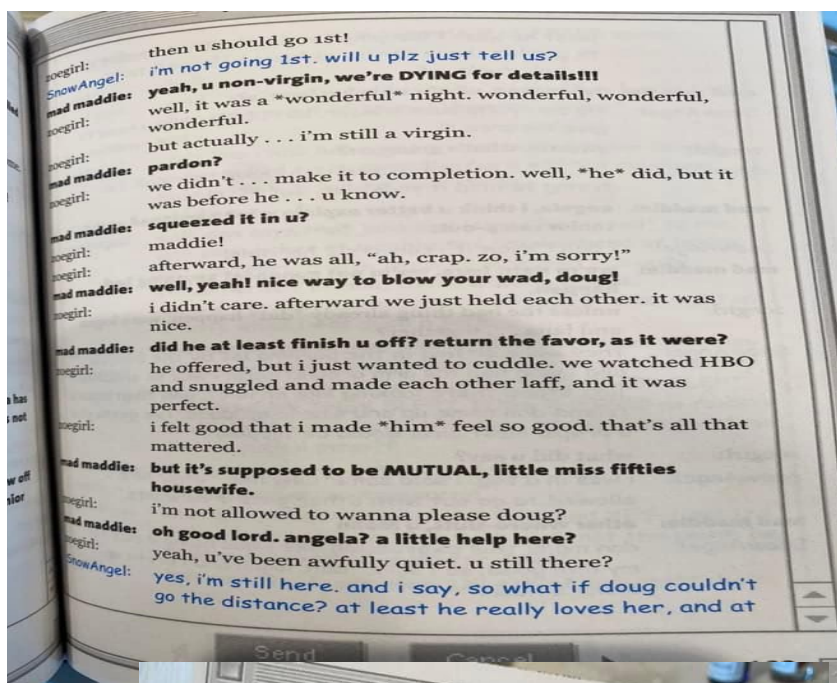 zoegirl: then u should go 1st!
SnowAngel: i'm not going 1st. will u plz just tell us?
mad maddie: yeah, u non-virgin, we're DYING for details!!!
zoegirl: well, it was a *wonderful* night. wonderful, wonderful,
wonderful.
zoegirl: but actually . . . i'm still a virgin.
mad maddie: pardon?
zoegirl: we didn't . . . make it to completion. well, *he* did, but it
was before he . . . u know.
mad maddie: squeezed it in u?
zoegirl: maddie!
zoegirl: afterward, he was all, “ah, crap. zo, i'm sorry!”
mad maddie: well, yeah! nice way to blow your wad, doug!
zoegirl: i didn't care. afterward we just held each other. it was
nice.
mad maddie: did he at least finish u off? return the favor, as it were?
zoegirl: he offered, but i just wanted to cuddle. we watched HBO
and snuggled and made each other laff, and it was
perfect.
zoegirl: i felt good that i made *him* feel so good. that's all that
mattered.
mad maddie: but it's supposed to be MUTUAL, little miss fifties
housewife.
zoegirl: i'm not allowed to wanna please doug?
mad maddie: oh good lord. angela? a little help here?
zoegirl: yeah, u've been awfully quiet. u still there?
SnowAngel: yes, i'm still here. and i say, so what if doug couldn't
go the distance? at least he really loves her, and at
Send
Cancel
has
not
off